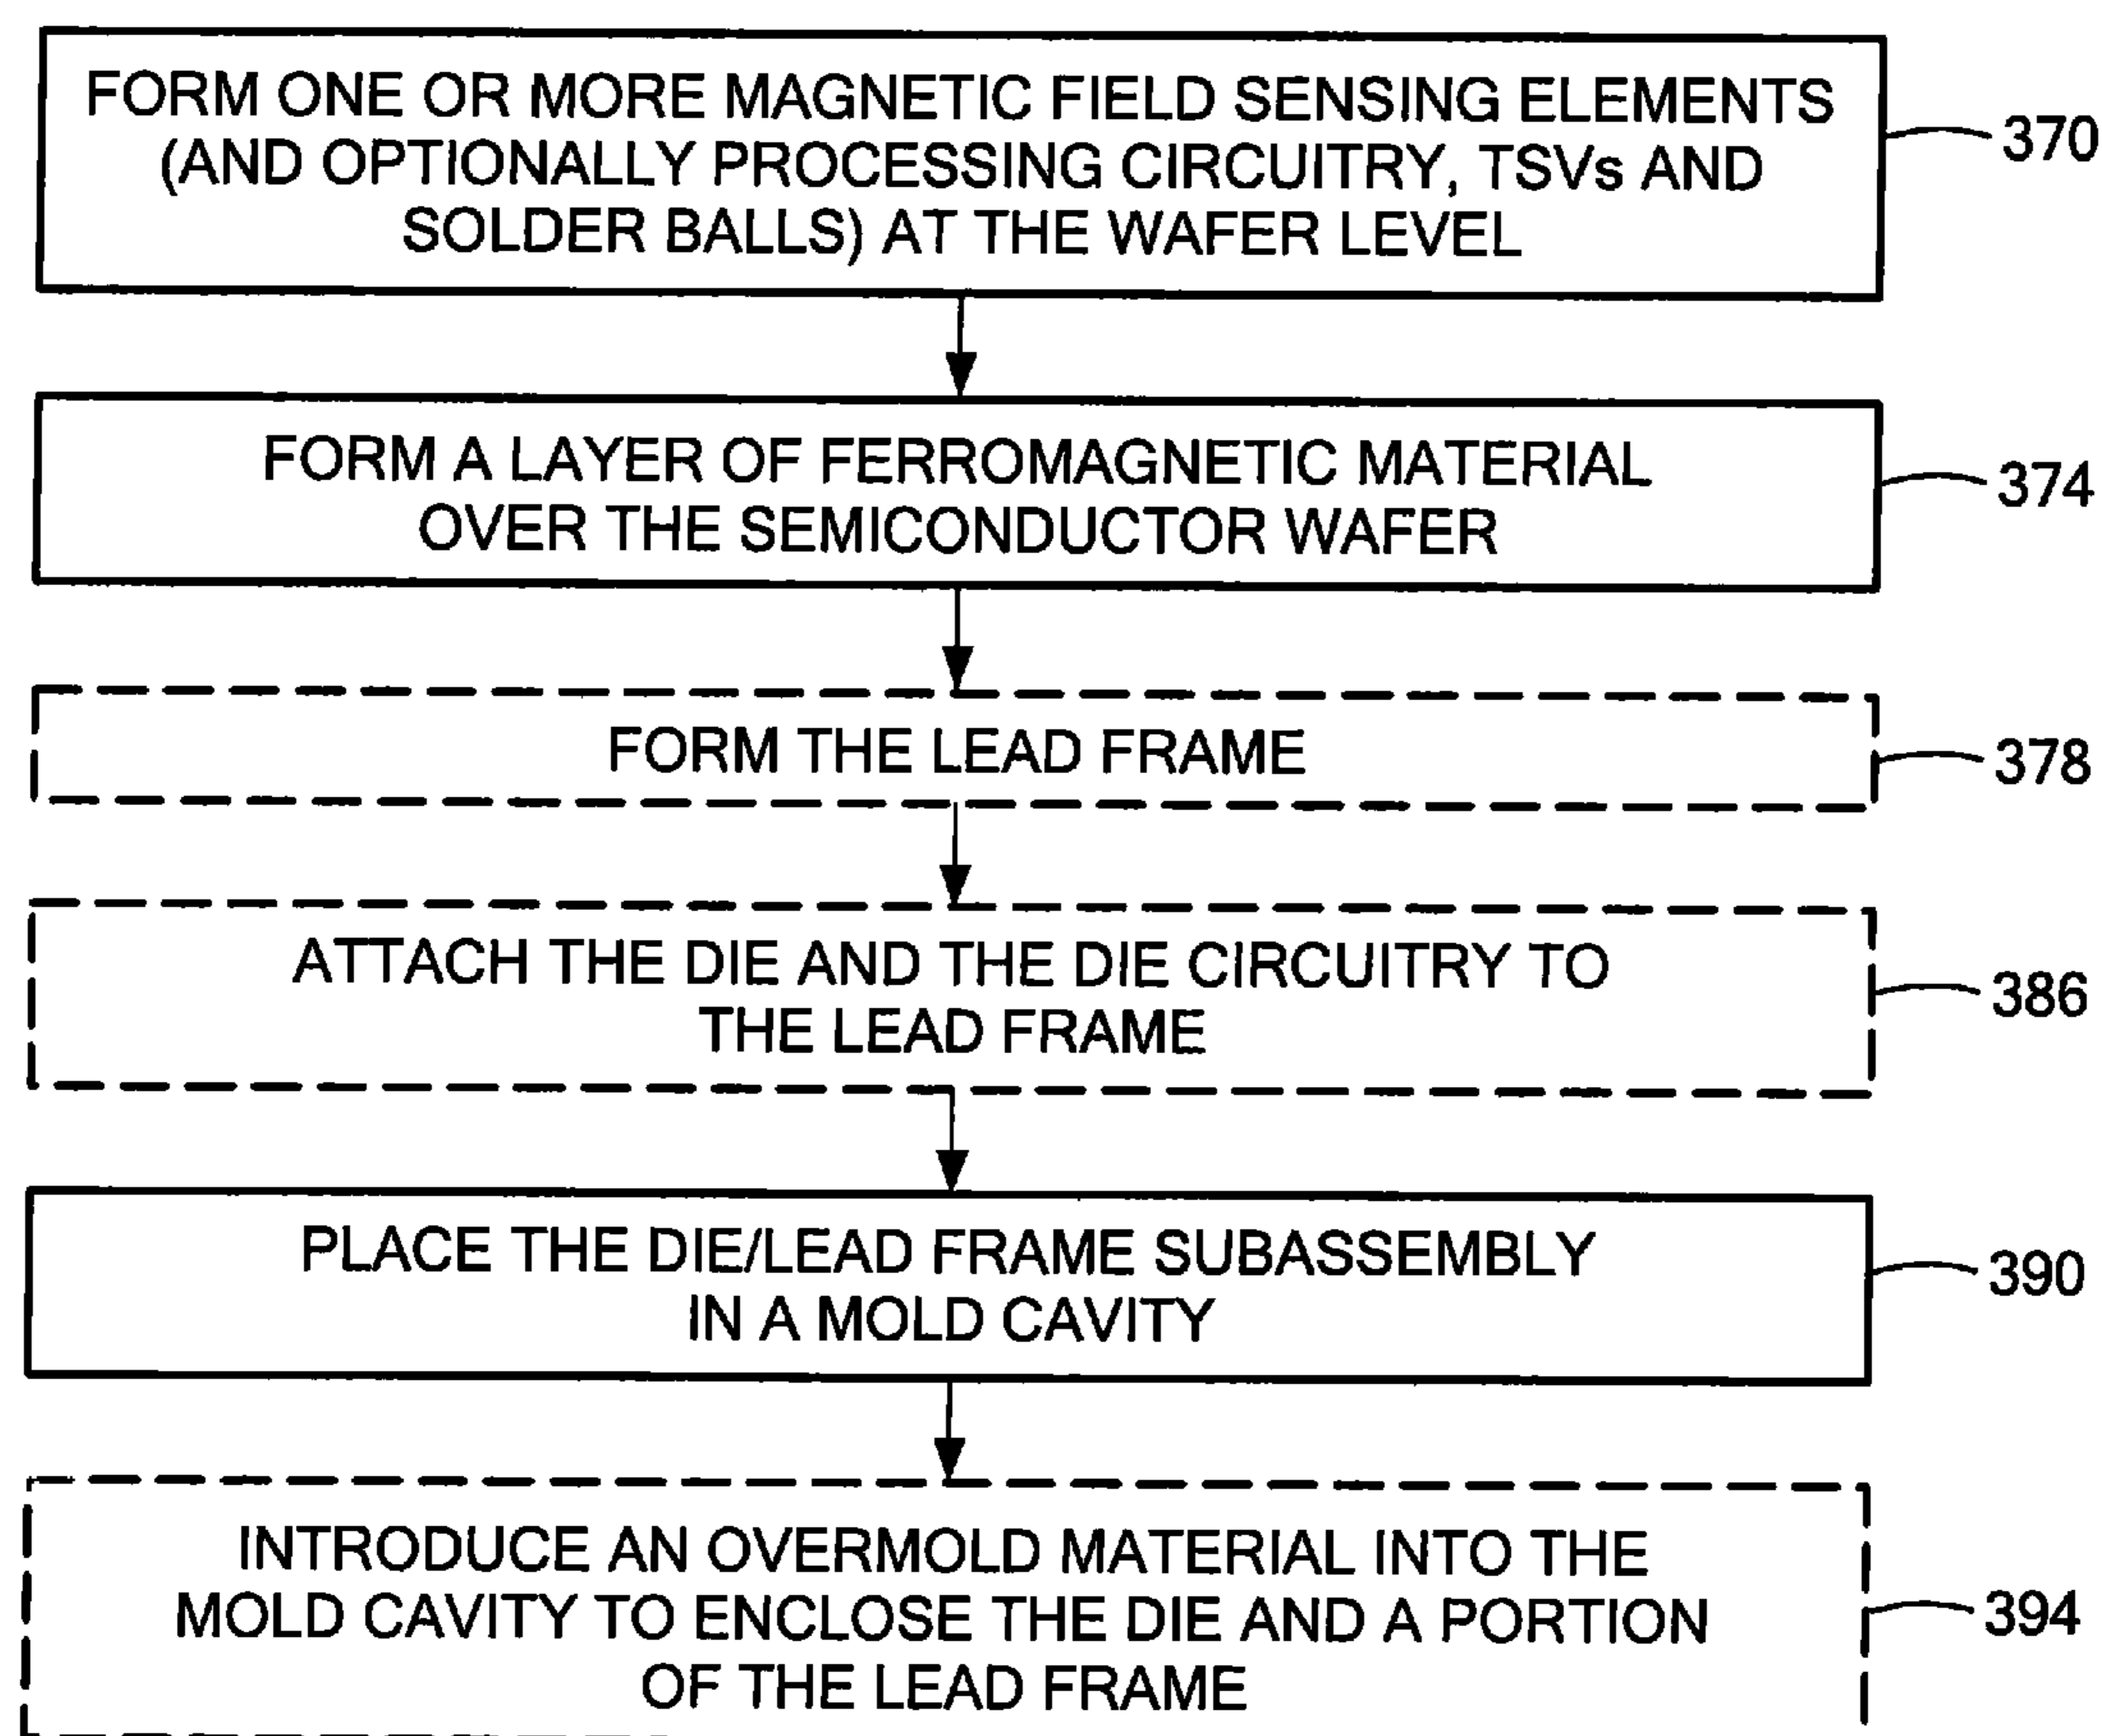 FORM ONE OR MORE MAGNETIC FIELD SENSING ELEMENTS
(AND OPTIONALLY PROCESSING CIRCUITRY, TSVs AND
SOLDER BALLS) AT THE WAFER LEVEL
370
FORM A LAYER OF FERROMAGNETIC MATERIAL
OVER THE SEMICONDUCTOR WAFER
374
FORM THE LEAD FRAME
378
ATTACH THE DIE AND THE DIE CIRCUITRY TO
THE LEAD FRAME
386
PLACE THE DIE/LEAD FRAME SUBASSEMBLY
IN A MOLD CAVITY
390
INTRODUCE AN OVERMOLD MATERIAL INTO THE
MOLD CAVITY TO ENCLOSE THE DIE AND A PORTION
OF THE LEAD FRAME
394